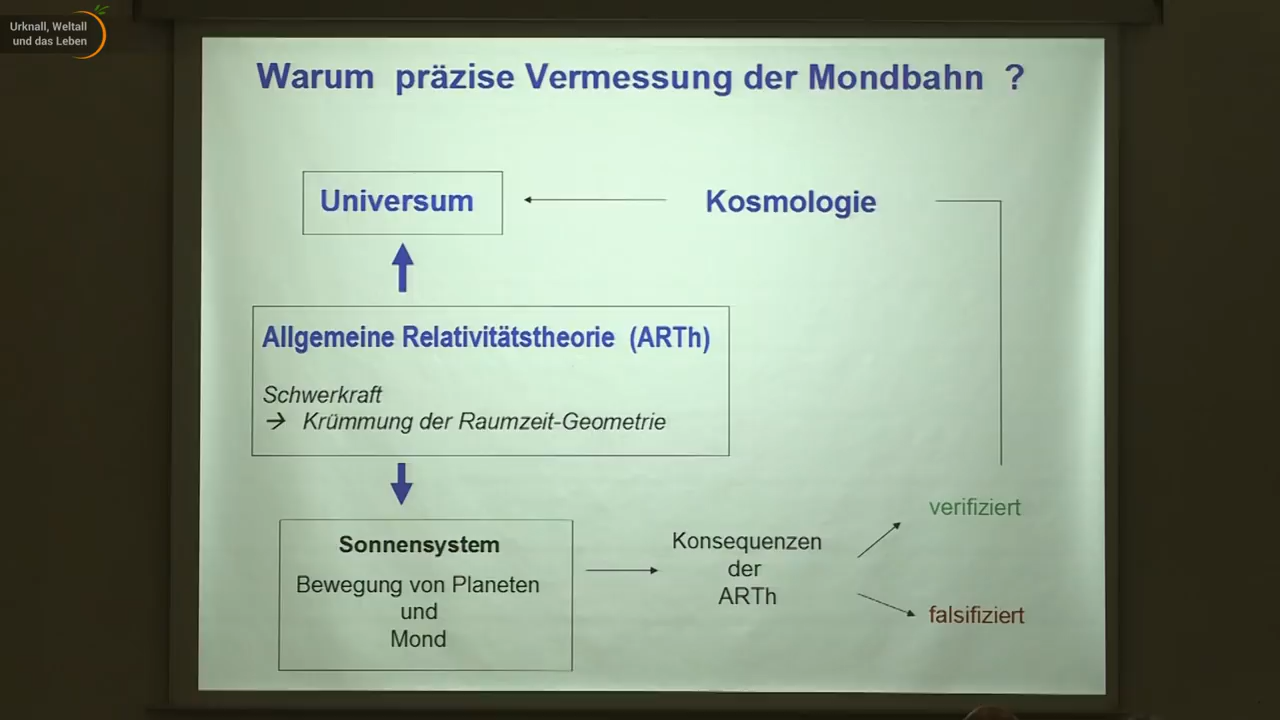 Urknall, Weltall
und das Leben
Warum präzise Vermessung der Mondbahn ?
Universum
Kosmologie
Allgemeine Relativitätstheorie (ARTh)
Schwerkraft
→ Krümmung der Raumzeit-Geometrie
Sonnensystem
Bewegung von Planeten
und
Mond
Konsequenzen
der
ARTh
verifiziert
falsifiziert